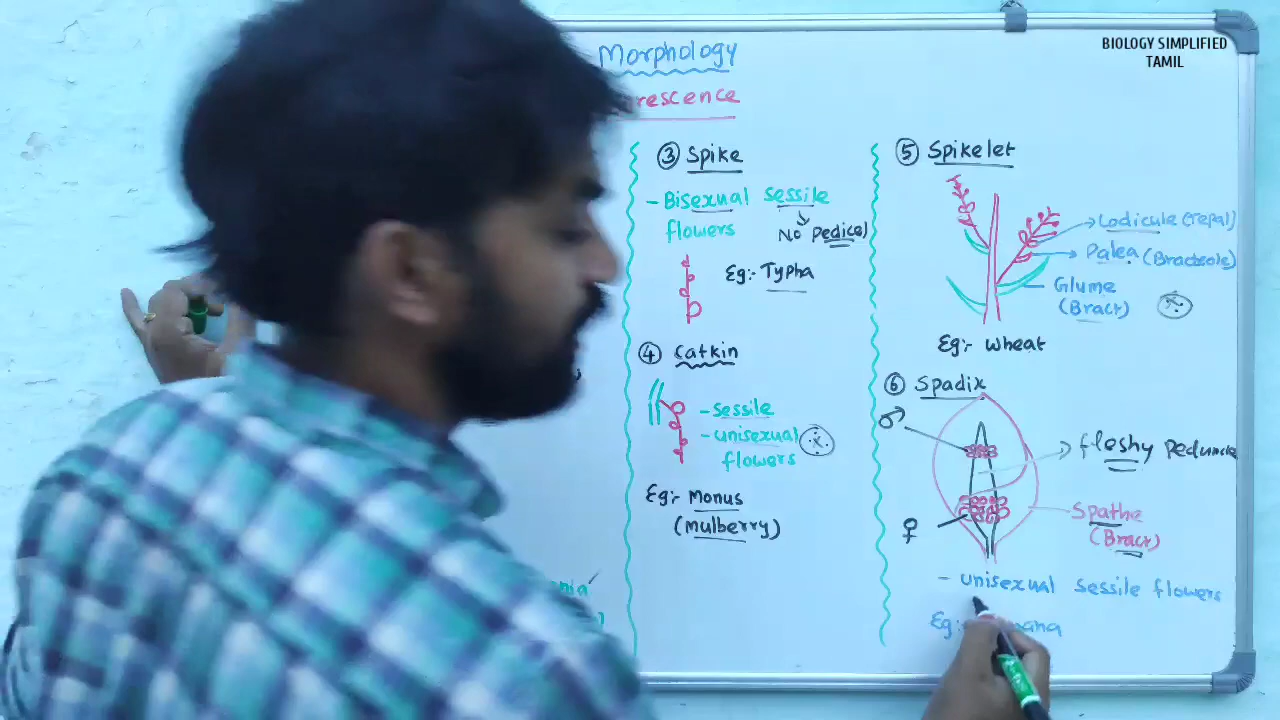 BIOLOGY SIMPLIFIED
TAMIL
Morphology
rescence
③ Spike
- Bisexual sessile
flowers
No pedicel
Eg:- Typha
④ Catkin
- sessile
- unisexual
flowers
Eg:- Monus
(Mulberry)
⑤ Spikelet
Lodicule (Tepal)
Palea (Bracteole)
Glume
(Bract)
Eg:- Wheat
⑥ Spadix
♂
fleshy Peduncle
♀
Spathe
(Bract)
- unisexual sessile flowers
Eg:-